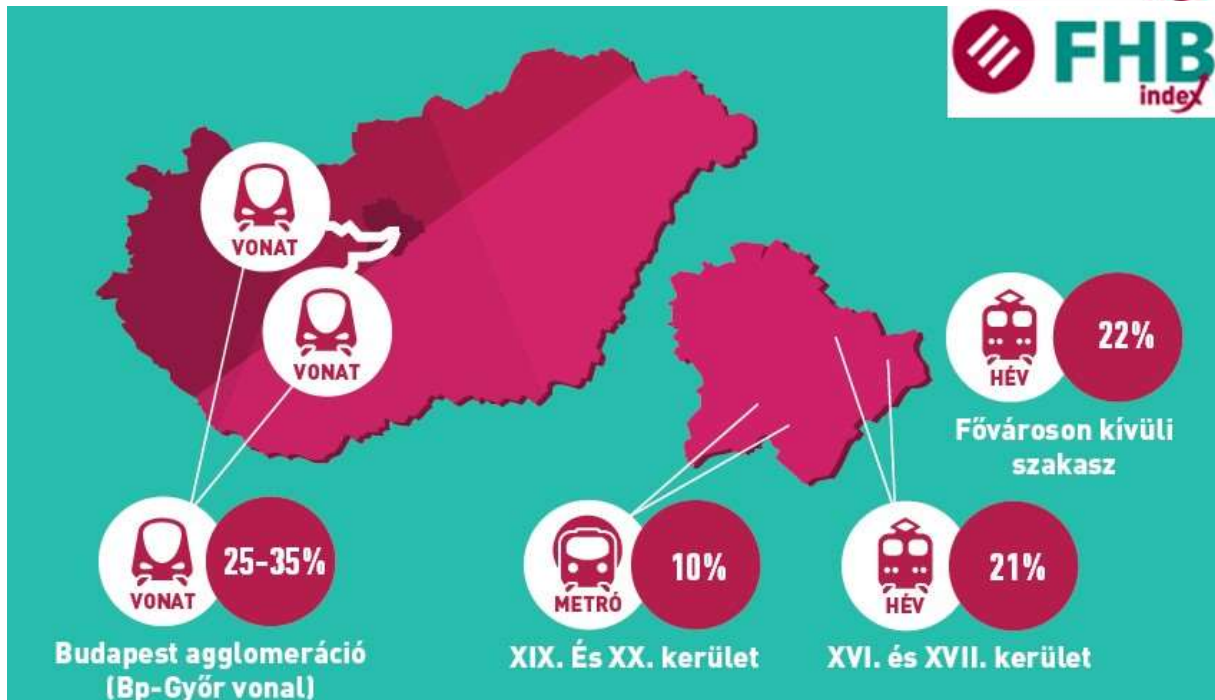 FHB
index
VONAT
VONAT
22%
HÉV
Fővároson kívüli
szakasz
25-35%
VONAT
Budapest agglomeráció
(Bp-Győr vonal)
10%
METRÓ
XIX. És XX. kerület
21%
HÉV
XVI. és XVII. kerület